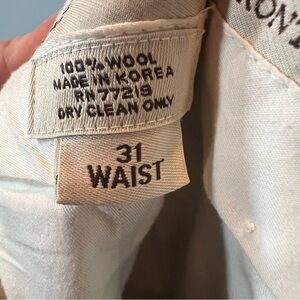 100% WOOL
MADE IN KOREA
RN 77219
DRY CLEAN ONLY
31
WAIST